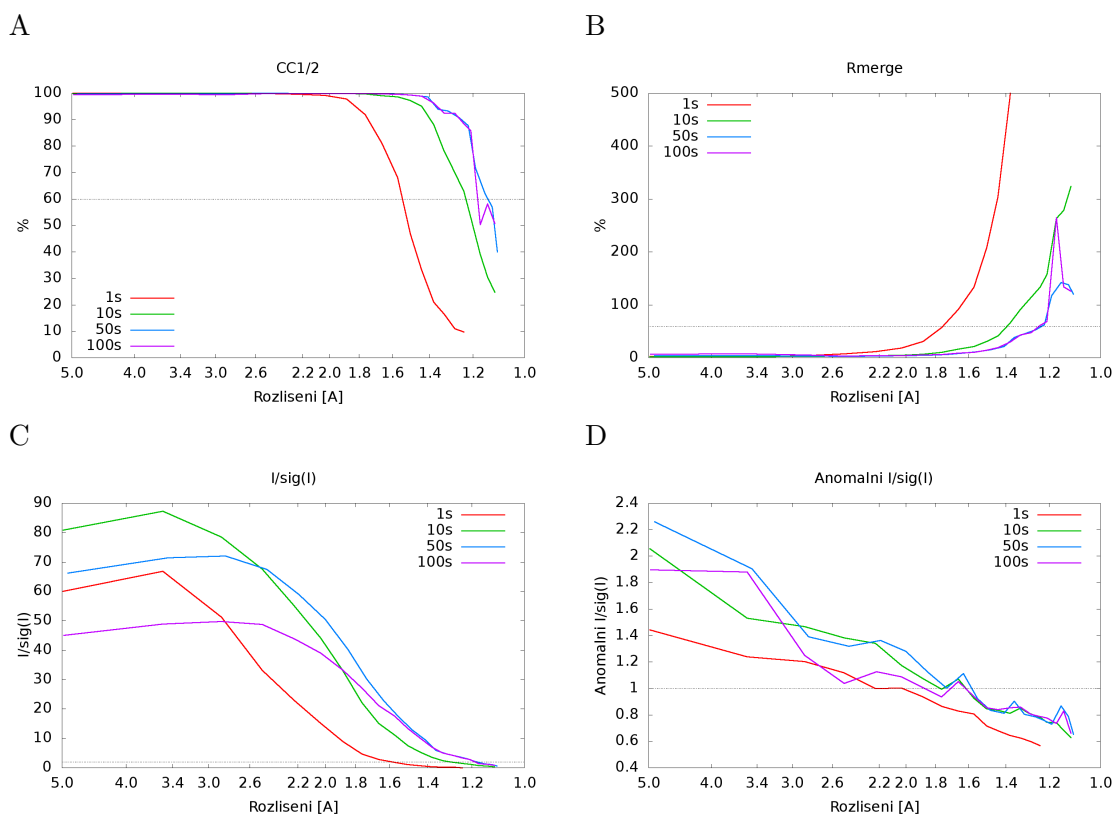 A
CC1/2
100
90
80
70
60
50
40
30
20
10
0
%
1s
10s
50s
100s
5.0 4.0 3.4 3.0 2.6 2.2 2.0 1.8 1.6 1.4 1.2 1.0
Rozliseni [A]
B
Rmerge
500
400
300
200
100
0
%
1s
10s
50s
100s
5.0 4.0 3.4 3.0 2.6 2.2 2.0 1.8 1.6 1.4 1.2 1.0
Rozliseni [A]
C
I/sig(I)
90
80
70
60
50
40
30
20
10
0
I/sig(I)
1s
10s
50s
100s
5.0 4.0 3.4 3.0 2.6 2.2 2.0 1.8 1.6 1.4 1.2 1.0
Rozliseni [A]
D
Anomalni I/sig(I)
2.4
2.2
2
1.8
1.6
1.4
1.2
1
0.8
0.6
0.4
Anomalni I/sig(I)
1s
10s
50s
100s
5.0 4.0 3.4 3.0 2.6 2.2 2.0 1.8 1.6 1.4 1.2 1.0
Rozliseni [A]